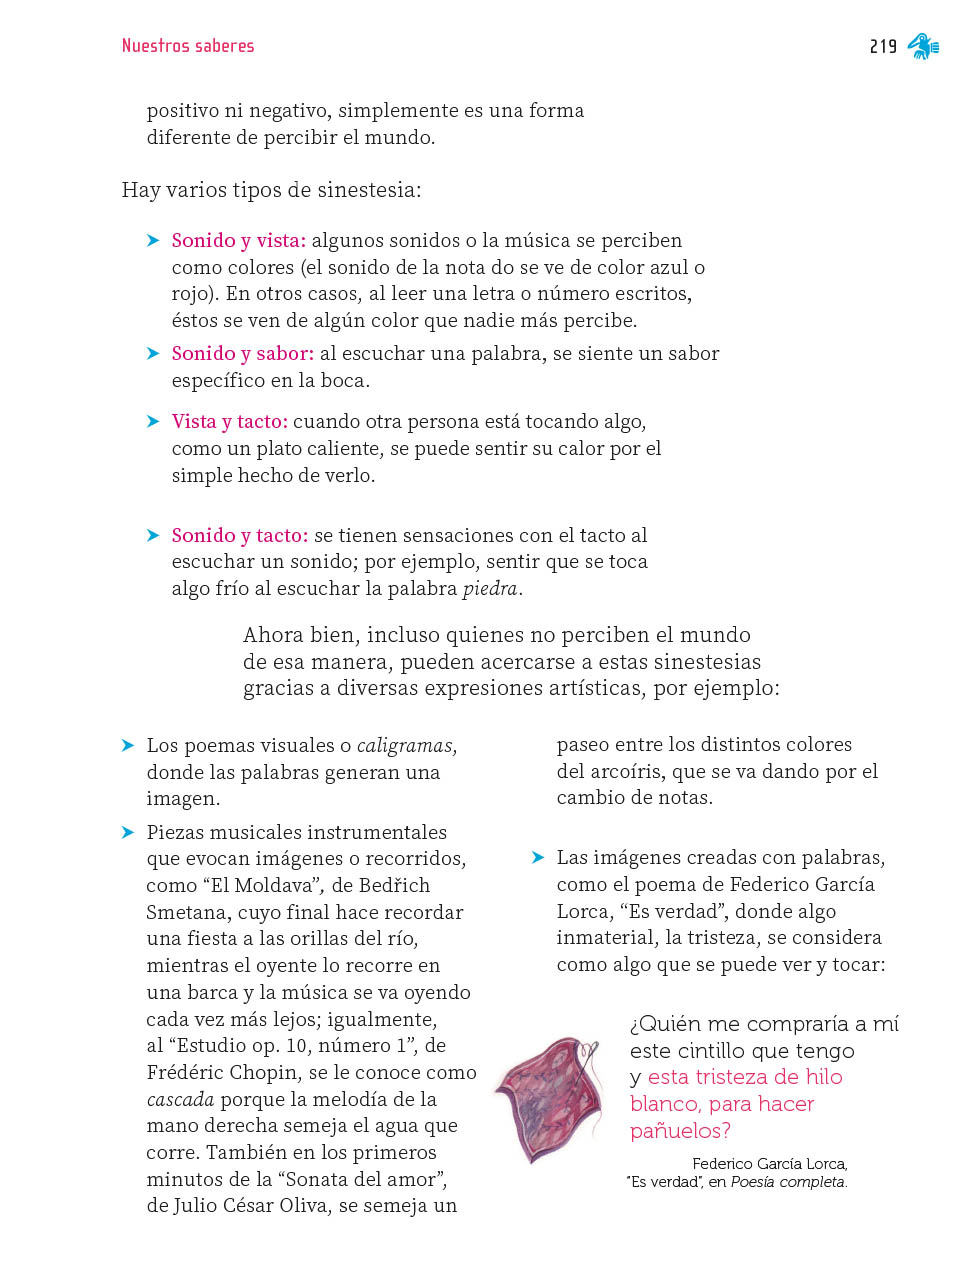 Nuestros saberes
219
positivo ni negativo, simplemente es una forma
diferente de percibir el mundo.
Hay varios tipos de sinestesia:
Sonido y vista: algunos sonidos o la música se perciben
como colores (el sonido de la nota do se ve de color azul o
rojo). En otros casos, al leer una letra o número escritos,
éstos se ven de algún color que nadie más percibe.
Sonido y sabor: al escuchar una palabra, se siente un sabor
específico en la boca.
Vista y tacto: cuando otra persona está tocando algo,
como un plato caliente, se puede sentir su calor por el
simple hecho de verlo.
Sonido y tacto: se tienen sensaciones con el tacto al
escuchar un sonido; por ejemplo, sentir que se toca
algo frío al escuchar la palabra piedra.
Ahora bien, incluso quienes no perciben el mundo
de esa manera, pueden acercarse a estas sinestesias
gracias a diversas expresiones artísticas, por ejemplo:
Los poemas visuales o caligramas,
donde las palabras generan una
imagen.
Piezas musicales instrumentales
que evocan imágenes o recorridos,
como “El Moldava”, de Bedřich
Smetana, cuyo final hace recordar
una fiesta a las orillas del río,
mientras el oyente lo recorre en
una barca y la música se va oyendo
cada vez más lejos; igualmente,
al “Estudio op. 10, número 1”, de
Frédéric Chopin, se le conoce como
cascada porque la melodía de la
mano derecha semeja el agua que
corre. También en los primeros
minutos de la “Sonata del amor”,
de Julio César Oliva, se semeja un
paseo entre los distintos colores
del arcoíris, que se va dando por el
cambio de notas.
Las imágenes creadas con palabras,
como el poema de Federico García
Lorca, “Es verdad”, donde algo
inmaterial, la tristeza, se considera
como algo que se puede ver y tocar:
¿Quién me compraría a mí
este cintillo que tengo
y esta tristeza de hilo
blanco, para hacer
pañuelos?
Federico García Lorca,
“Es verdad”, en Poesía completa.